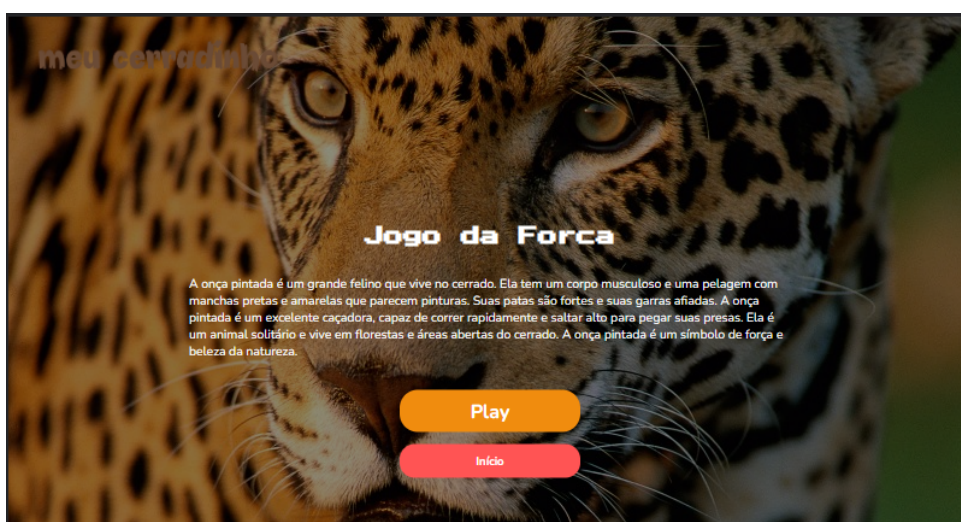 meu cerradinho
Jogo da Forca
A onça pintada é um grande felino que vive no cerrado. Ela tem um corpo musculoso e uma pelagem com
manchas pretas e amarelas que parecem pinturas. Suas patas são fortes e suas garras afiadas. A onça
pintada é um excelente caçadora, capaz de correr rapidamente e saltar alto para pegar suas presas. Ela é
um animal solitário e vive em florestas e áreas abertas do cerrado. A onça pintada é um símbolo de força e
beleza da natureza.
Play
Início